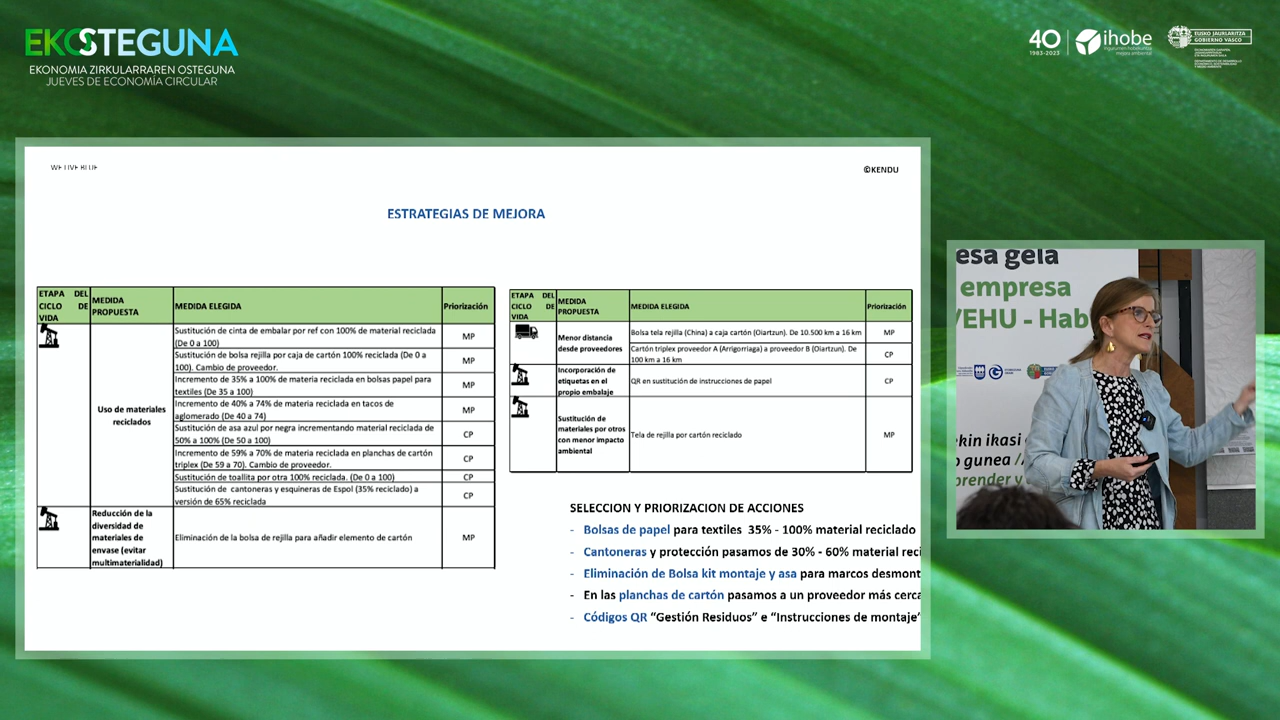 EKOSTEGUNA
EKONOMIA ZIRKULARRAREN OSTEGUNA
JUEVES DE ECONOMÍA CIRCULAR
40
1983-2023
ihobe
EUSKO JAURLARITZA
GOBIERNO VASCO
WE LIVE BLUE
©KENDU
ESTRATEGIAS DE MEJORA
ETAPA DEL CICLO DE VIDA
MEDIDA PROPUESTA
MEDIDA ELEGIDA
Priorización
Uso de materiales reciclados
Sustitución de cinta de embalar por ref con 100% de material reciclada
(De 0 a 100)
MP
Sustitución de bolsa rejilla por caja de cartón 100% reciclada (De 0 a
100). Cambio de proveedor.
MP
Incremento de 35% a 100% de materia reciclada en bolsas papel para
textiles (De 35 a 100)
MP
Incremento de 40% a 74% de materia reciclada en tacos de
aglomerado (De 40 a 74)
MP
Sustitución de asa azul por negra incrementando material reciclada de
50% a 100% (De 50 a 100)
CP
Incremento de 59% a 70% de materia reciclada en planchas de cartón
triplex (De 59 a 70). Cambio de proveedor.
CP
Sustitución de toallita por otra 100% reciclada. (De 0 a 100)
CP
Sustitución de cantoneras y esquineras de Espol (35% reciclado) a
versión de 65% reciclada
CP
Reducción de la
diversidad de
materiales de
envase (evitar
multimaterialidad)
Eliminación de la bolsa de rejilla para añadir elemento de cartón
MP
ETAPA DEL CICLO DE VIDA
MEDIDA PROPUESTA
MEDIDA ELEGIDA
Priorización
Menor distancia
desde proveedores
Bolsa tela rejilla (China) a caja cartón (Oiartzun). De 10.500 km a 16 km
MP
Cartón triplex proveedor A (Arrigorriaga) a proveedor B (Oiartzun). De
100 km a 16 km
CP
Incorporación de
etiquetas en el
propio embalaje
QR en sustitución de instrucciones de papel
CP
Sustitución de
materiales por otros
con menor impacto
ambiental
Tela de rejilla por cartón reciclado
MP
SELECCION Y PRIORIZACION DE ACCIONES
- Bolsas de papel para textiles 35% - 100% material reciclado
- Cantoneras y protección pasamos de 30% - 60% material reci
- Eliminación de Bolsa kit montaje y asa para marcos desmont
- En las planchas de cartón pasamos a un proveedor más cerca
- Códigos QR “Gestión Residuos” e “Instrucciones de montaje”
esa gela
empresa
/EHU - Hab
ekin ikasi
o gunea /
prender y